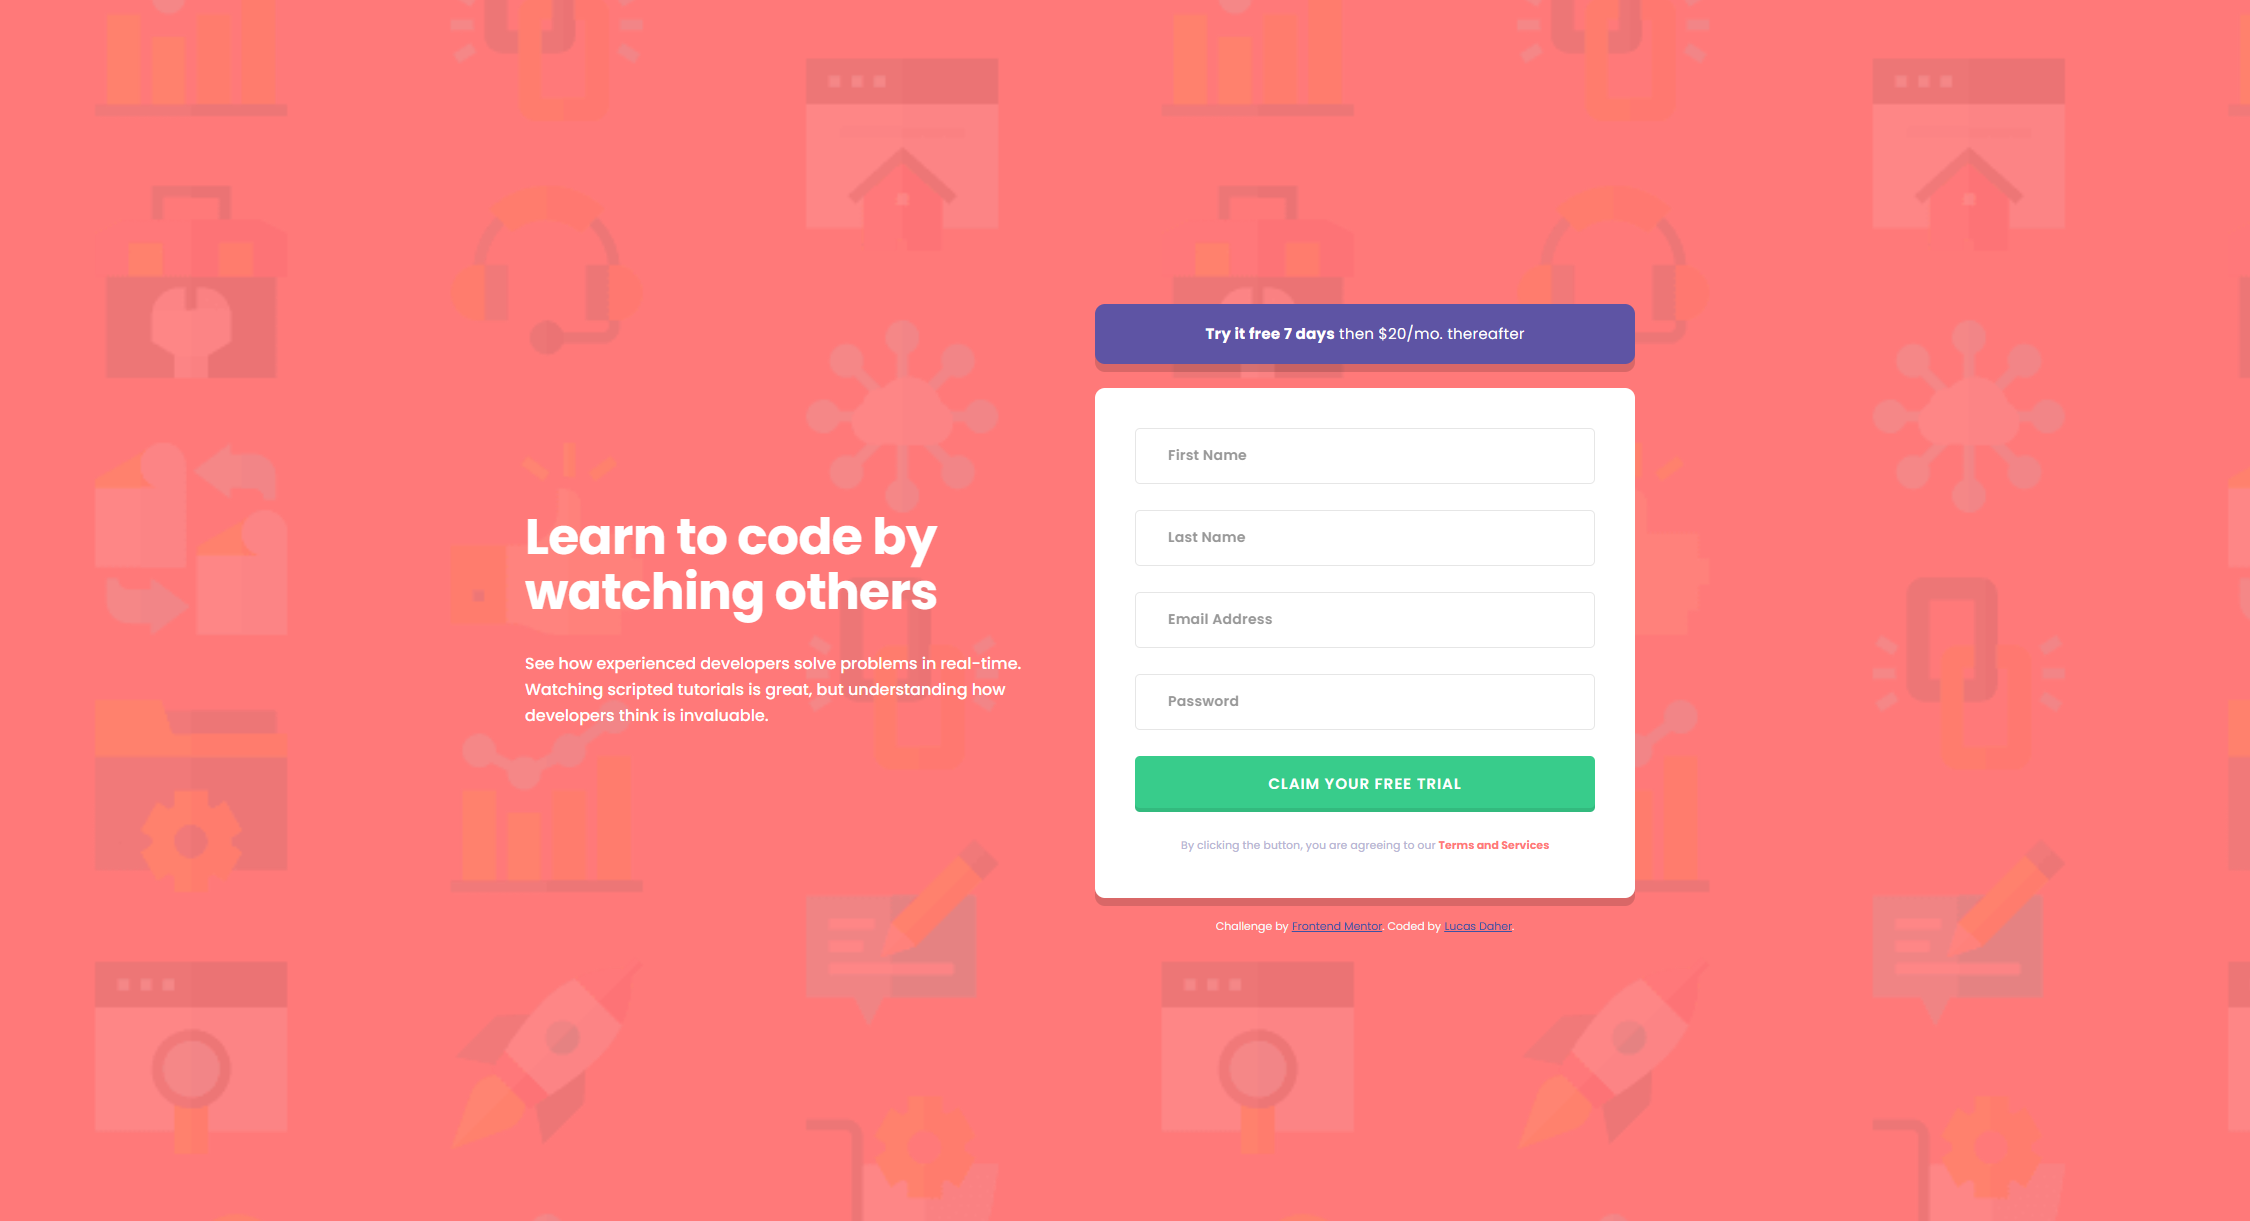 Learn to code by
watching others
See how experienced developers solve problems in real-time.
Watching scripted tutorials is great, but understanding how
developers think is invaluable.
Try it free 7 days then $20/mo. thereafter
First Name
Last Name
Email Address
Password
CLAIM YOUR FREE TRIAL
By clicking the button, you are agreeing to our Terms and Services
Challenge by Frontend Mentor. Coded by Lucas Daher.